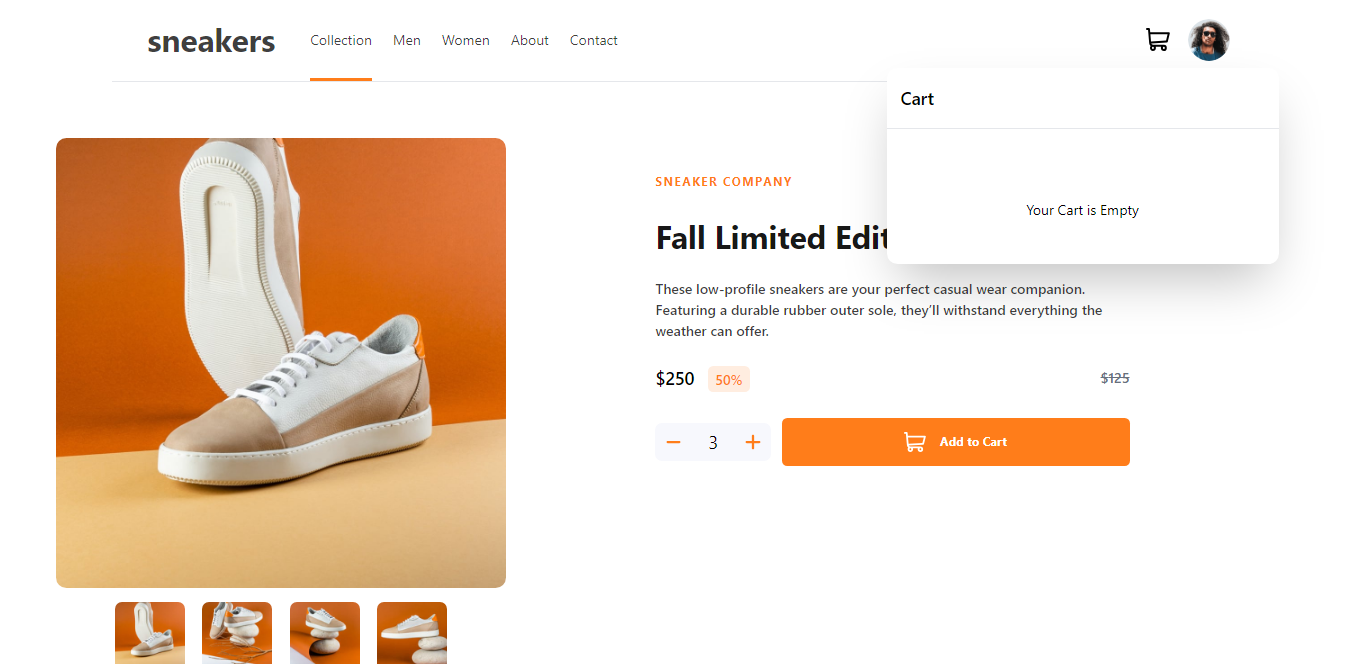 sneakers
Collection Men Women About Contact
Cart
Your Cart is Empty
SNEAKER COMPANY
Fall Limited Edit
These low-profile sneakers are your perfect casual wear companion.
Featuring a durable rubber outer sole, they’ll withstand everything the
weather can offer.
$250 50% $125
3 Add to Cart